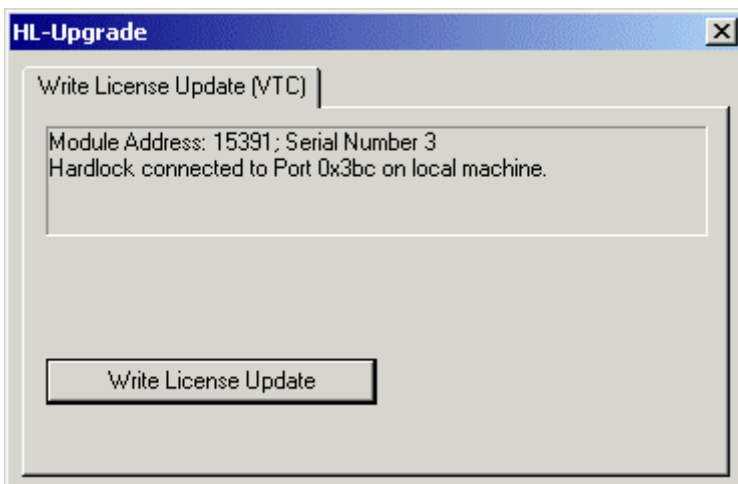 HL-Upgrade
Write License Update (VTC)
Module Address: 15391; Serial Number 3
Hardlock connected to Port 0x3bc on local machine.
Write License Update